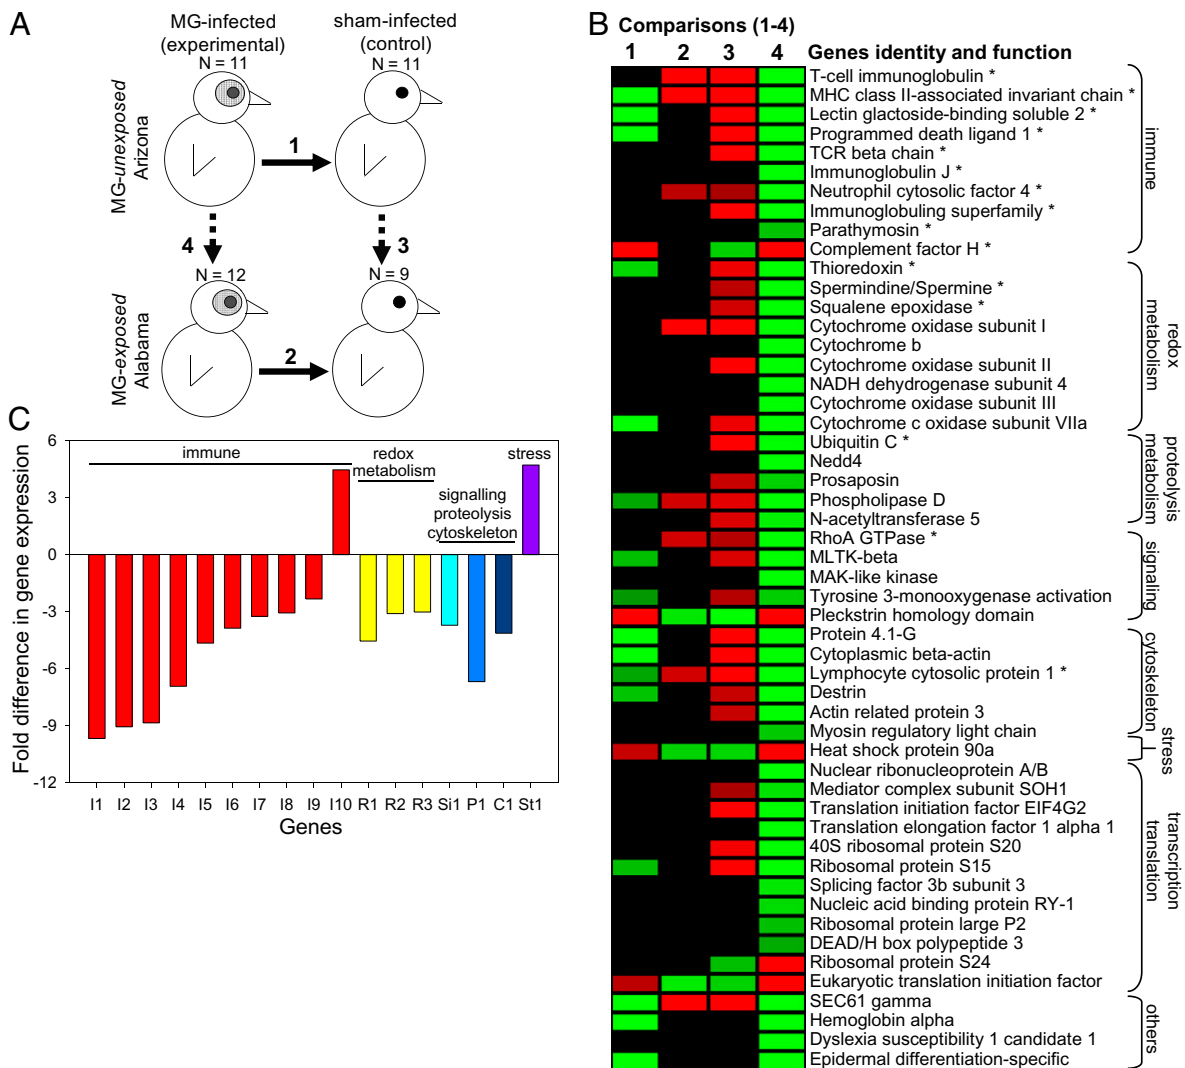 A
MG-infected
(experimental)
N = 11
sham-infected
(control)
N = 11
MG-unexposed
Arizona
1
4
3
N = 12
N = 9
MG-exposed
Alabama
2
B
Comparisons (1-4)
1 2 3 4 Genes identity and function
T-cell immunoglobulin *
MHC class II-associated invariant chain *
Lectin glactoside-binding soluble 2 *
Programmed death ligand 1 *
TCR beta chain *
Immunoglobulin J *
Neutrophil cytosolic factor 4 *
Immunoglobuling superfamily *
Parathymosin *
Complement factor H *
immune
Thioredoxin *
Spermindine/Spermine *
Squalene epoxidase *
Cytochrome oxidase subunit I
Cytochrome b
Cytochrome oxidase subunit II
NADH dehydrogenase subunit 4
Cytochrome oxidase subunit III
Cytochrome c oxidase subunit VIIa
redox
metabolism
Ubiquitin C *
Nedd4
Prosaposin
Phospholipase D
N-acetyltransferase 5
proteolysis
metabolism
RhoA GTPase *
MLTK-beta
MAK-like kinase
Tyrosine 3-monooxygenase activation
Pleckstrin homology domain
signaling
Protein 4.1-G
Cytoplasmic beta-actin
Lymphocyte cytosolic protein 1 *
Destrin
Actin related protein 3
Myosin regulatory light chain
cytoskeleton
Heat shock protein 90a
stress
Nuclear ribonucleoprotein A/B
Mediator complex subunit SOH1
Translation initiation factor EIF4G2
Translation elongation factor 1 alpha 1
40S ribosomal protein S20
Ribosomal protein S15
Splicing factor 3b subunit 3
Nucleic acid binding protein RY-1
Ribosomal protein large P2
DEAD/H box polypeptide 3
Ribosomal protein S24
Eukaryotic translation initiation factor
transcription
translation
SEC61 gamma
Hemoglobin alpha
Dyslexia susceptibility 1 candidate 1
Epidermal differentiation-specific
others
C
Fold difference in gene expression
6
3
0
-3
-6
-9
-12
immune
redox
metabolism
signalling
proteolysis
cytoskeleton
stress
I1 I2 I3 I4 I5 I6 I7 I8 I9 I10 R1 R2 R3 Si1 P1 C1 St1
Genes